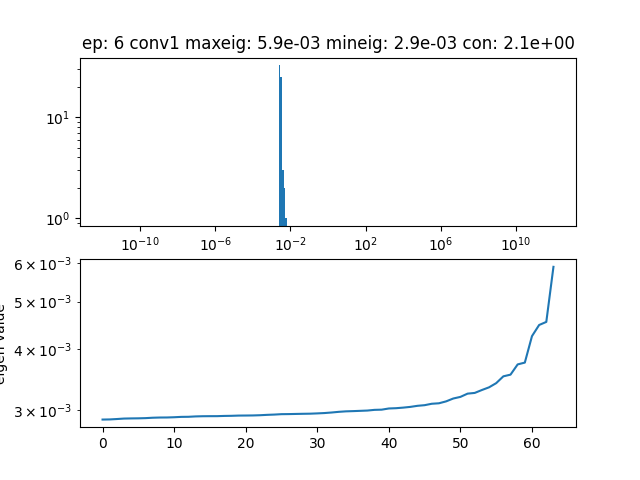 ep: 6 conv1 maxeig: 5.9e-03 mineig: 2.9e-03 con: 2.1e+00
10¹
10⁰
10⁻¹⁰ 10⁻⁶ 10⁻² 10² 10⁶ 10¹⁰
6 × 10⁻³
5 × 10⁻³
4 × 10⁻³
3 × 10⁻³
eigen value
0 10 20 30 40 50 60